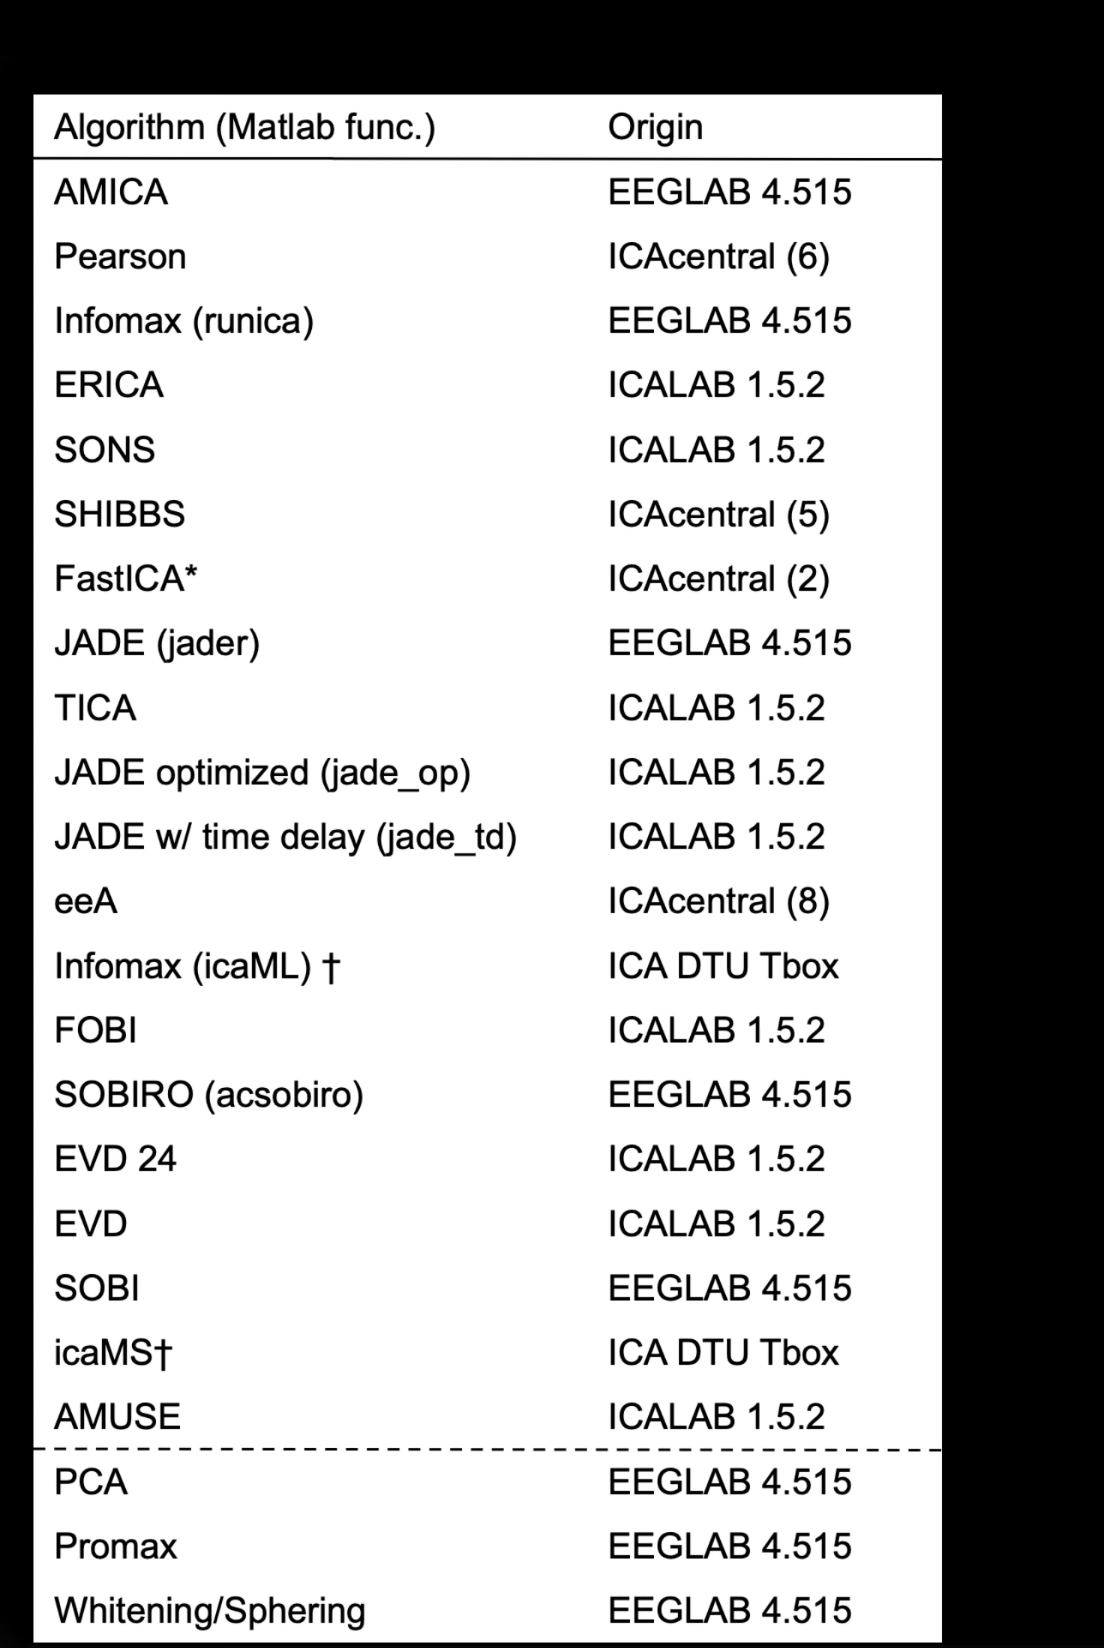 Algorithm (Matlab func.) Origin
AMICA EEGLAB 4.515
Pearson ICAcentral (6)
Infomax (runica) EEGLAB 4.515
ERICA ICALAB 1.5.2
SONS ICALAB 1.5.2
SHIBBS ICAcentral (5)
FastICA* ICAcentral (2)
JADE (jader) EEGLAB 4.515
TICA ICALAB 1.5.2
JADE optimized (jade_op) ICALAB 1.5.2
JADE w/ time delay (jade_td) ICALAB 1.5.2
eeA ICAcentral (8)
Infomax (icaML) † ICA DTU Tbox
FOBI ICALAB 1.5.2
SOBIRO (acsobiro) EEGLAB 4.515
EVD 24 ICALAB 1.5.2
EVD ICALAB 1.5.2
SOBI EEGLAB 4.515
icaMS† ICA DTU Tbox
AMUSE ICALAB 1.5.2
PCA EEGLAB 4.515
Promax EEGLAB 4.515
Whitening/Sphering EEGLAB 4.515